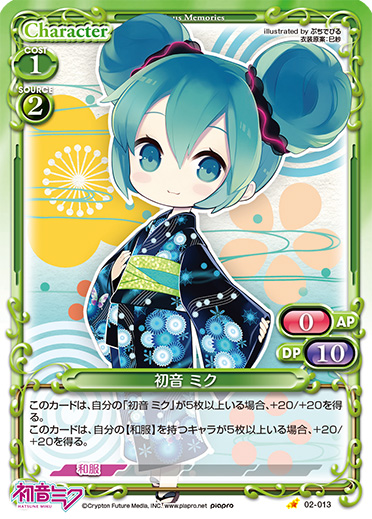 Character
us Memories
illustrated by ぷちでびる
衣装原案：巳紗
COST
1
SOURCE
2
0 AP
DP 10
初音 ミク
このカードは、自分の「初音 ミク」が5枚以上いる場合、+20/+20を得る。
このカードは、自分の【和服】を持つキャラが5枚以上いる場合、+20/
+20を得る。
和服
初音ミク
HATSUNE MIKU
©Crypton Future Media, INC. www.piapro.net piapro
02-013